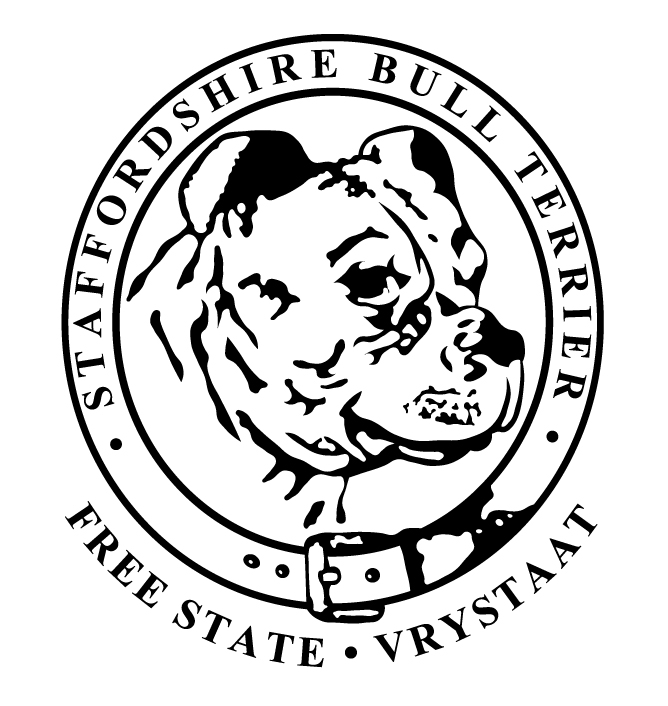 • STAFFORDSHIRE BULL TERRIER •
FREE STATE • VRYSTAAT